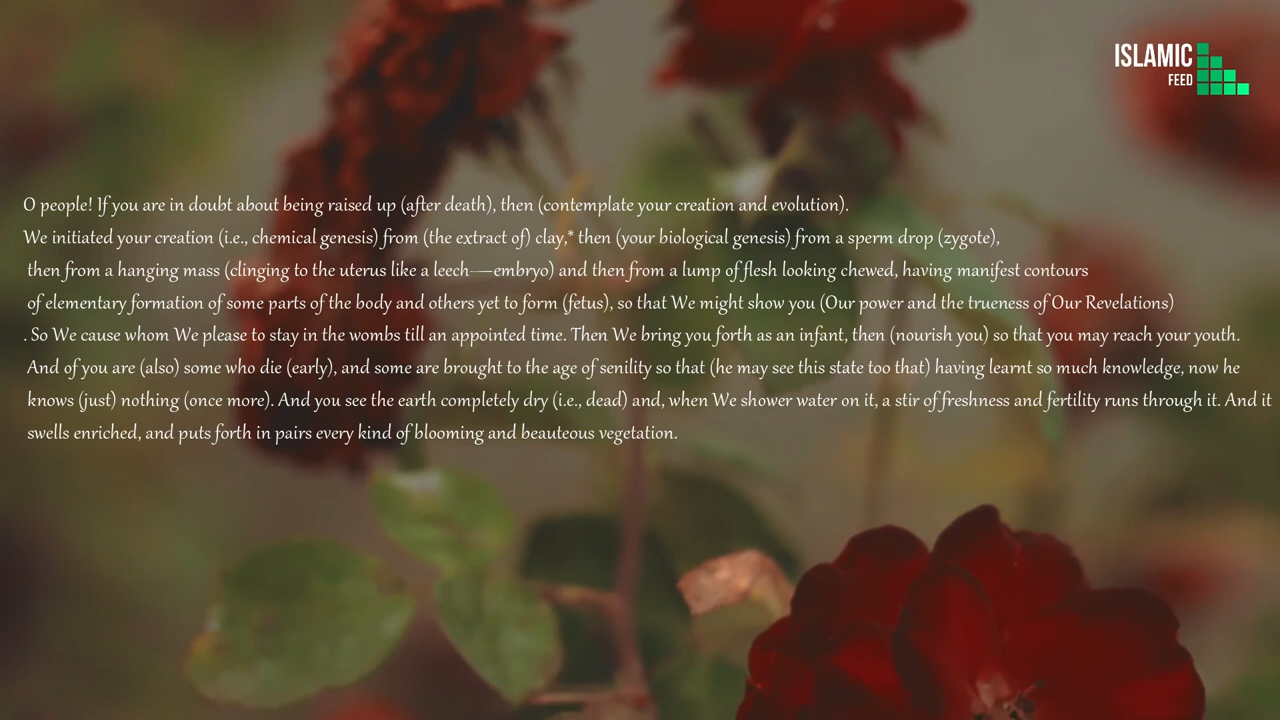 ISLAMIC
FEED
O people! If you are in doubt about being raised up (after death), then (contemplate your creation and evolution).
We initiated your creation (i.e., chemical genesis) from (the extract of) clay,* then (your biological genesis) from a sperm drop (zygote),
then from a hanging mass (clinging to the uterus like a leech—–embryo) and then from a lump of flesh looking chewed, having manifest contours
of elementary formation of some parts of the body and others yet to form (fetus), so that We might show you (Our power and the trueness of Our Revelations)
. So We cause whom We please to stay in the wombs till an appointed time. Then We bring you forth as an infant, then (nourish you) so that you may reach your youth.
And of you are (also) some who die (early), and some are brought to the age of senility so that (he may see this state too that) having learnt so much knowledge, now he
knows (just) nothing (once more). And you see the earth completely dry (i.e., dead) and, when We shower water on it, a stir of freshness and fertility runs through it. And it
swells enriched, and puts forth in pairs every kind of blooming and beauteous vegetation.